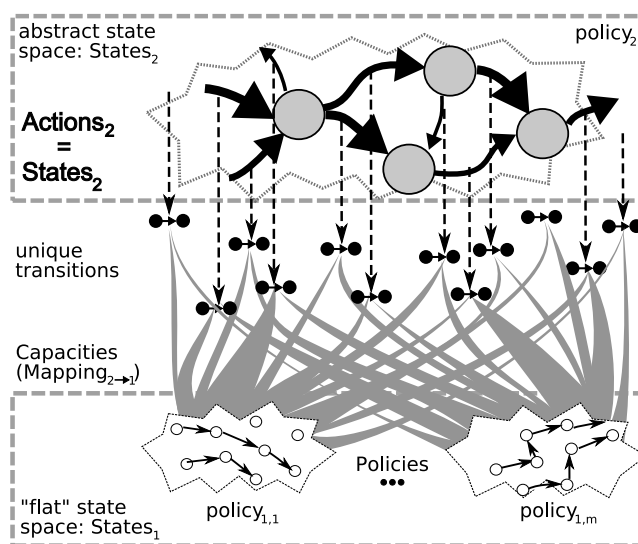 abstract state
space: States₂
policy₂
Actions₂
=
States₂
unique
transitions
Capacities
(Mapping₂→₁)
Policies
•••
policy₁,₁
policy₁,ₘ
"flat" state
space: States₁